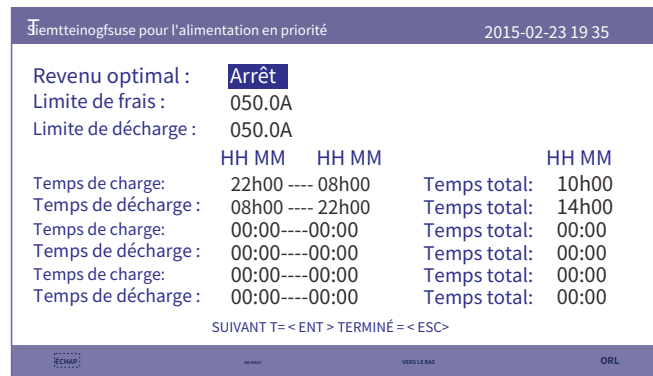 pour l'alimentation en priorité 2015-02-23 19 35
Revenu optimal : Arrêt
Limite de frais : 050.0A
Limite de décharge : 050.0A
HH MM HH MM HH MM
Temps de charge: 22h00 ---- 08h00 Temps total: 10h00
Temps de décharge : 08h00 ---- 22h00 Temps total: 14h00
Temps de charge: 00:00----00:00 Temps total: 00:00
Temps de décharge : 00:00----00:00 Temps total: 00:00
Temps de charge: 00:00----00:00 Temps total: 00:00
Temps de décharge : 00:00----00:00 Temps total: 00:00
SUIVANT T= < ENT > TERMINÉ = < ESC>
ÉCHAP EN HAUT VERS LE BAS ORL